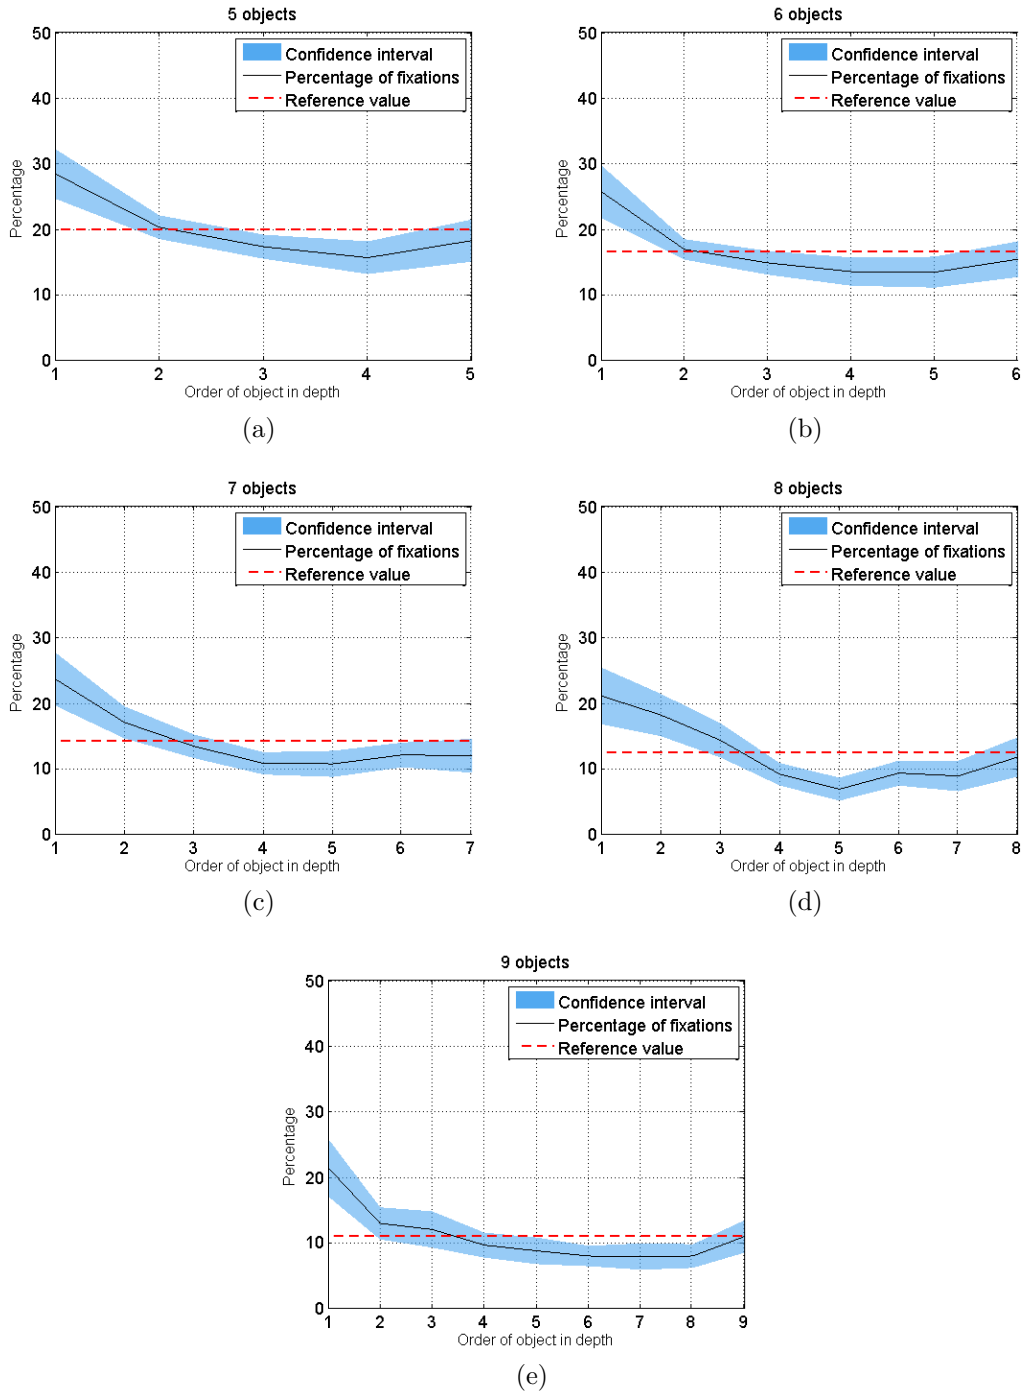 5 objects
50
40
30
20
10
0
Percentage
Confidence interval
Percentage of fixations
Reference value
1 2 3 4 5
Order of object in depth
(a)
6 objects
50
40
30
20
10
0
Percentage
Confidence interval
Percentage of fixations
Reference value
1 2 3 4 5 6
Order of object in depth
(b)
7 objects
50
40
30
20
10
0
Percentage
Confidence interval
Percentage of fixations
Reference value
1 2 3 4 5 6 7
Order of object in depth
(c)
8 objects
50
40
30
20
10
0
Percentage
Confidence interval
Percentage of fixations
Reference value
1 2 3 4 5 6 7 8
Order of object in depth
(d)
9 objects
50
40
30
20
10
0
Percentage
Confidence interval
Percentage of fixations
Reference value
1 2 3 4 5 6 7 8 9
Order of object in depth
(e)